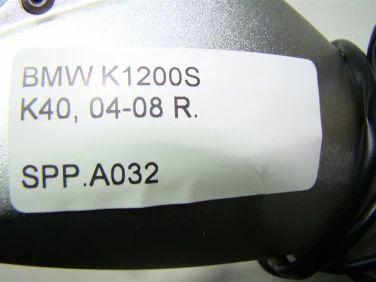 BMW K1200S
K40, 04-08 R.
SPP.A032